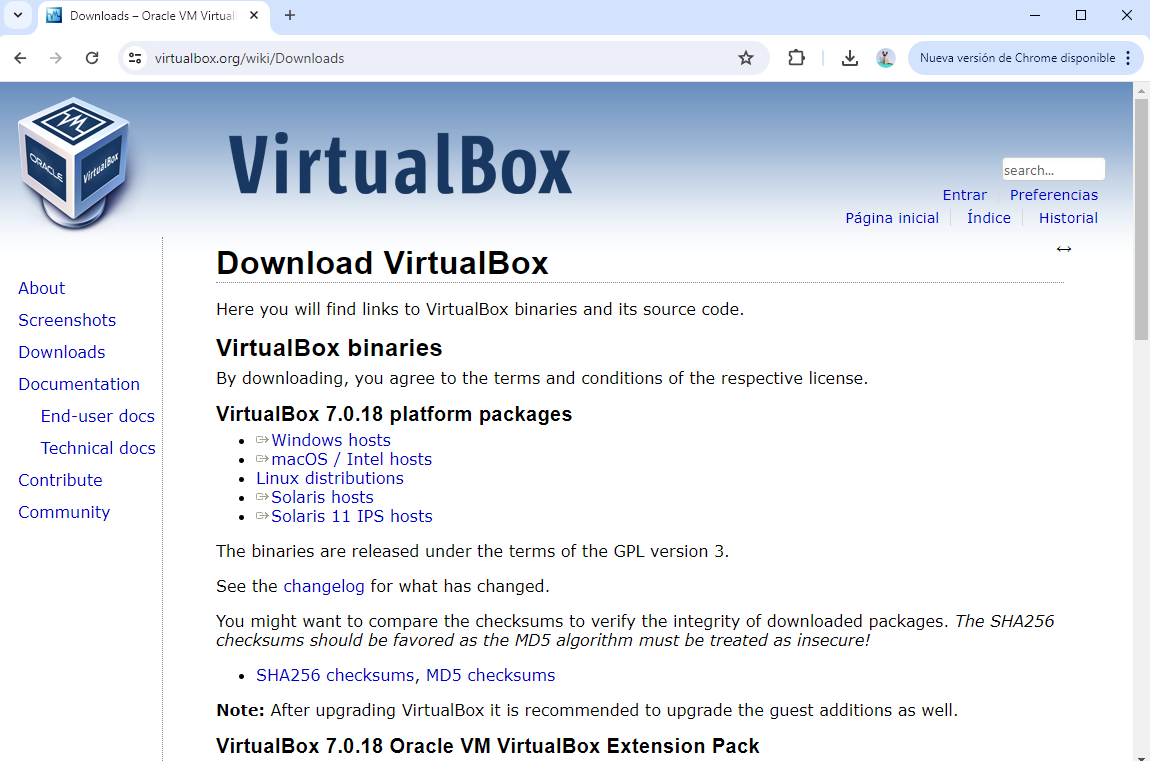 Downloads – Oracle VM Virtual
virtualbox.org/wiki/Downloads
Nueva versión de Chrome disponible
ORACLE
VirtualBox
VirtualBox
search...
Entrar
Preferencias
Página inicial
Índice
Historial
About
Screenshots
Downloads
Documentation
End-user docs
Technical docs
Contribute
Community
Download VirtualBox
Here you will find links to VirtualBox binaries and its source code.
VirtualBox binaries
By downloading, you agree to the terms and conditions of the respective license.
VirtualBox 7.0.18 platform packages
Windows hosts
macOS / Intel hosts
Linux distributions
Solaris hosts
Solaris 11 IPS hosts
The binaries are released under the terms of the GPL version 3.
See the changelog for what has changed.
You might want to compare the checksums to verify the integrity of downloaded packages. The SHA256
checksums should be favored as the MD5 algorithm must be treated as insecure!
SHA256 checksums, MD5 checksums
Note: After upgrading VirtualBox it is recommended to upgrade the guest additions as well.
VirtualBox 7.0.18 Oracle VM VirtualBox Extension Pack